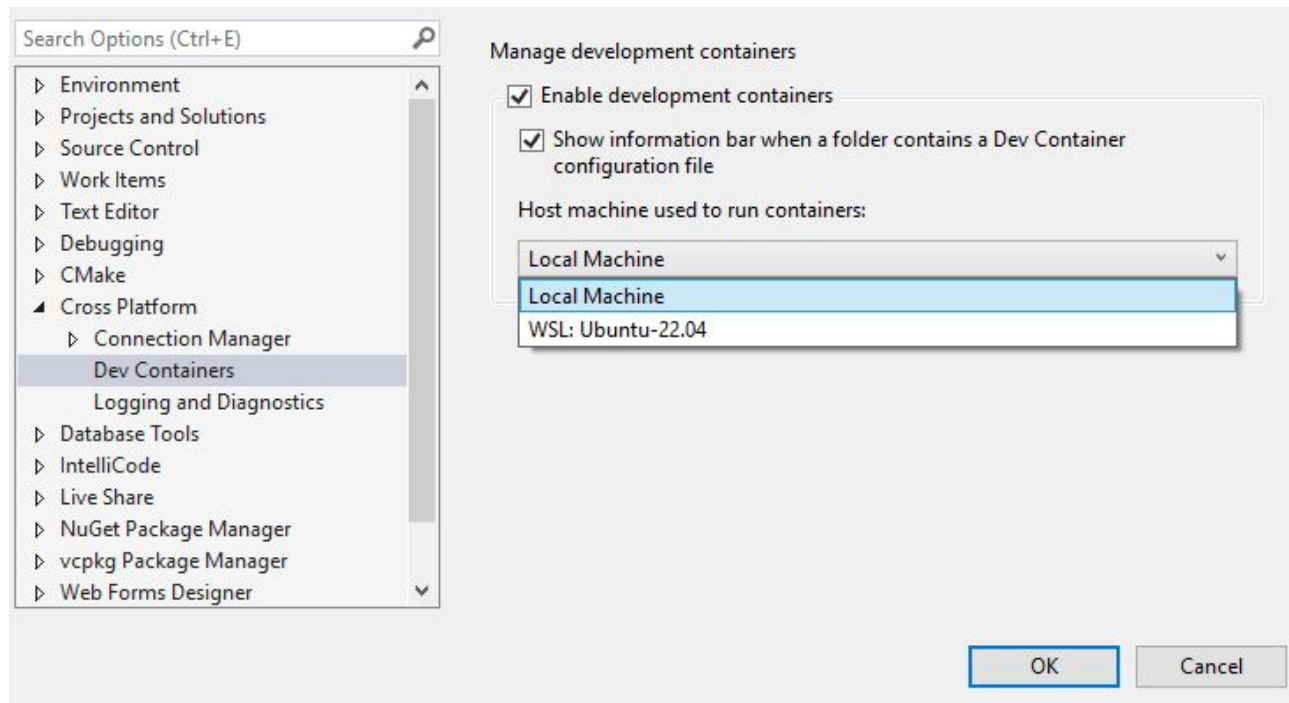 Search Options (Ctrl+E)
Environment
Projects and Solutions
Source Control
Work Items
Text Editor
Debugging
CMake
Cross Platform
Connection Manager
Dev Containers
Logging and Diagnostics
Database Tools
IntelliCode
Live Share
NuGet Package Manager
vcpkg Package Manager
Web Forms Designer
Manage development containers
Enable development containers
Show information bar when a folder contains a Dev Container
configuration file
Host machine used to run containers:
Local Machine
Local Machine
WSL: Ubuntu-22.04
OK
Cancel